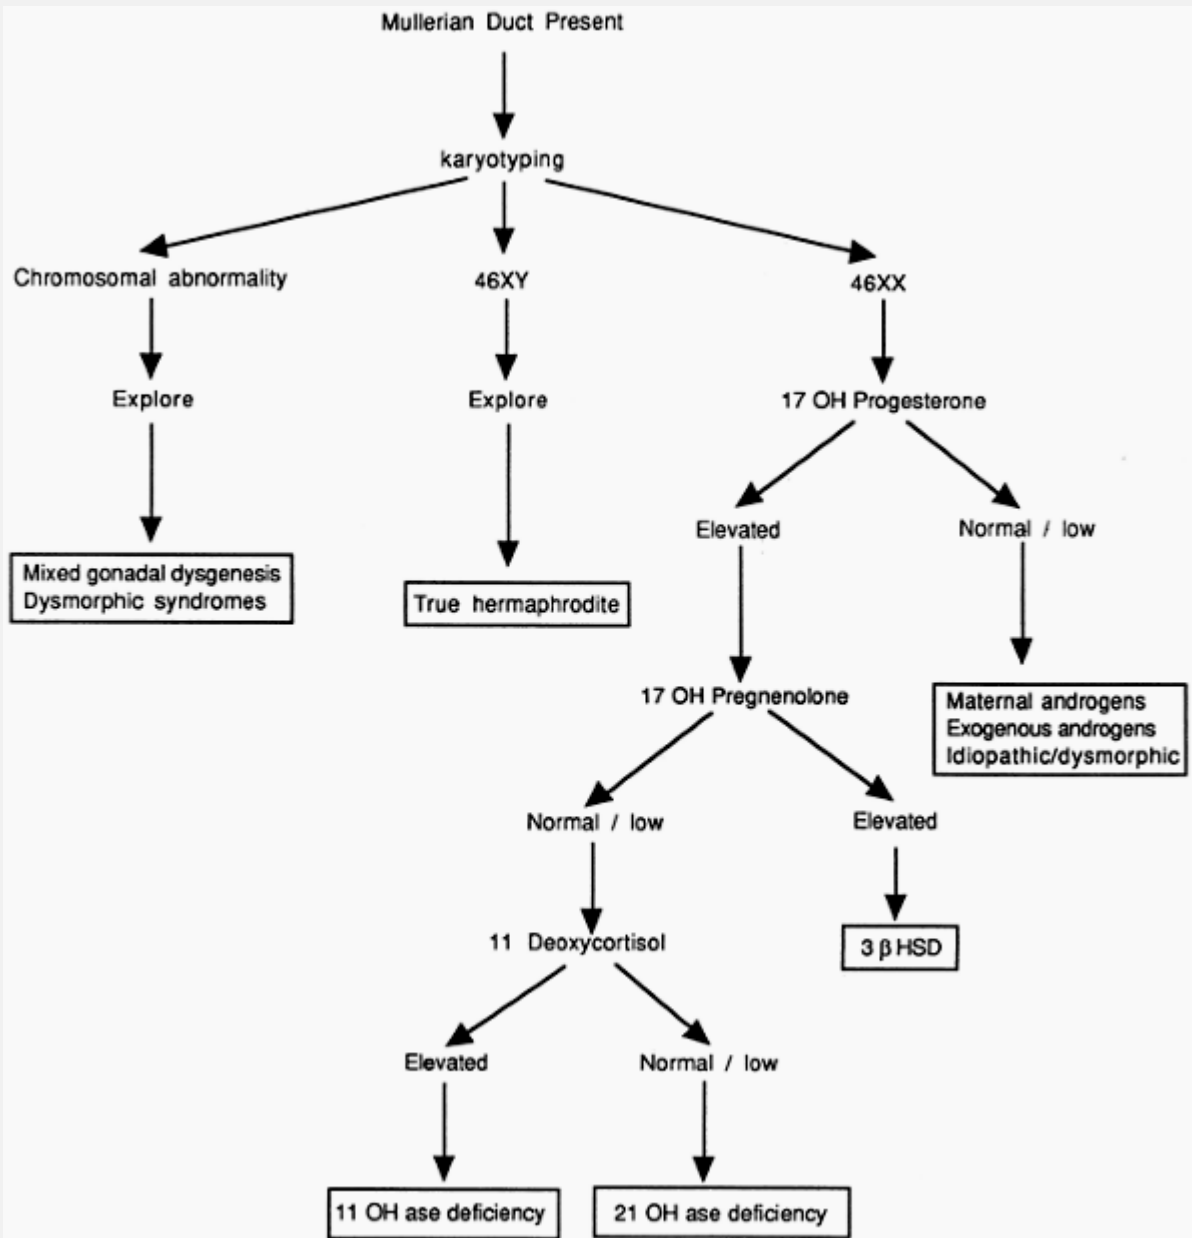 Mullerian Duct Present
karyotyping
Chromosomal abnormality
46XY
46XX
Explore
Explore
17 OH Progesterone
Elevated
Normal / low
Mixed gonadal dysgenesis
Dysmorphic syndromes
True hermaphrodite
17 OH Pregnenolone
Maternal androgens
Exogenous androgens
Idiopathic/dysmorphic
Normal / low
Elevated
11 Deoxycortisol
3 β HSD
Elevated
Normal / low
11 OH ase deficiency
21 OH ase deficiency